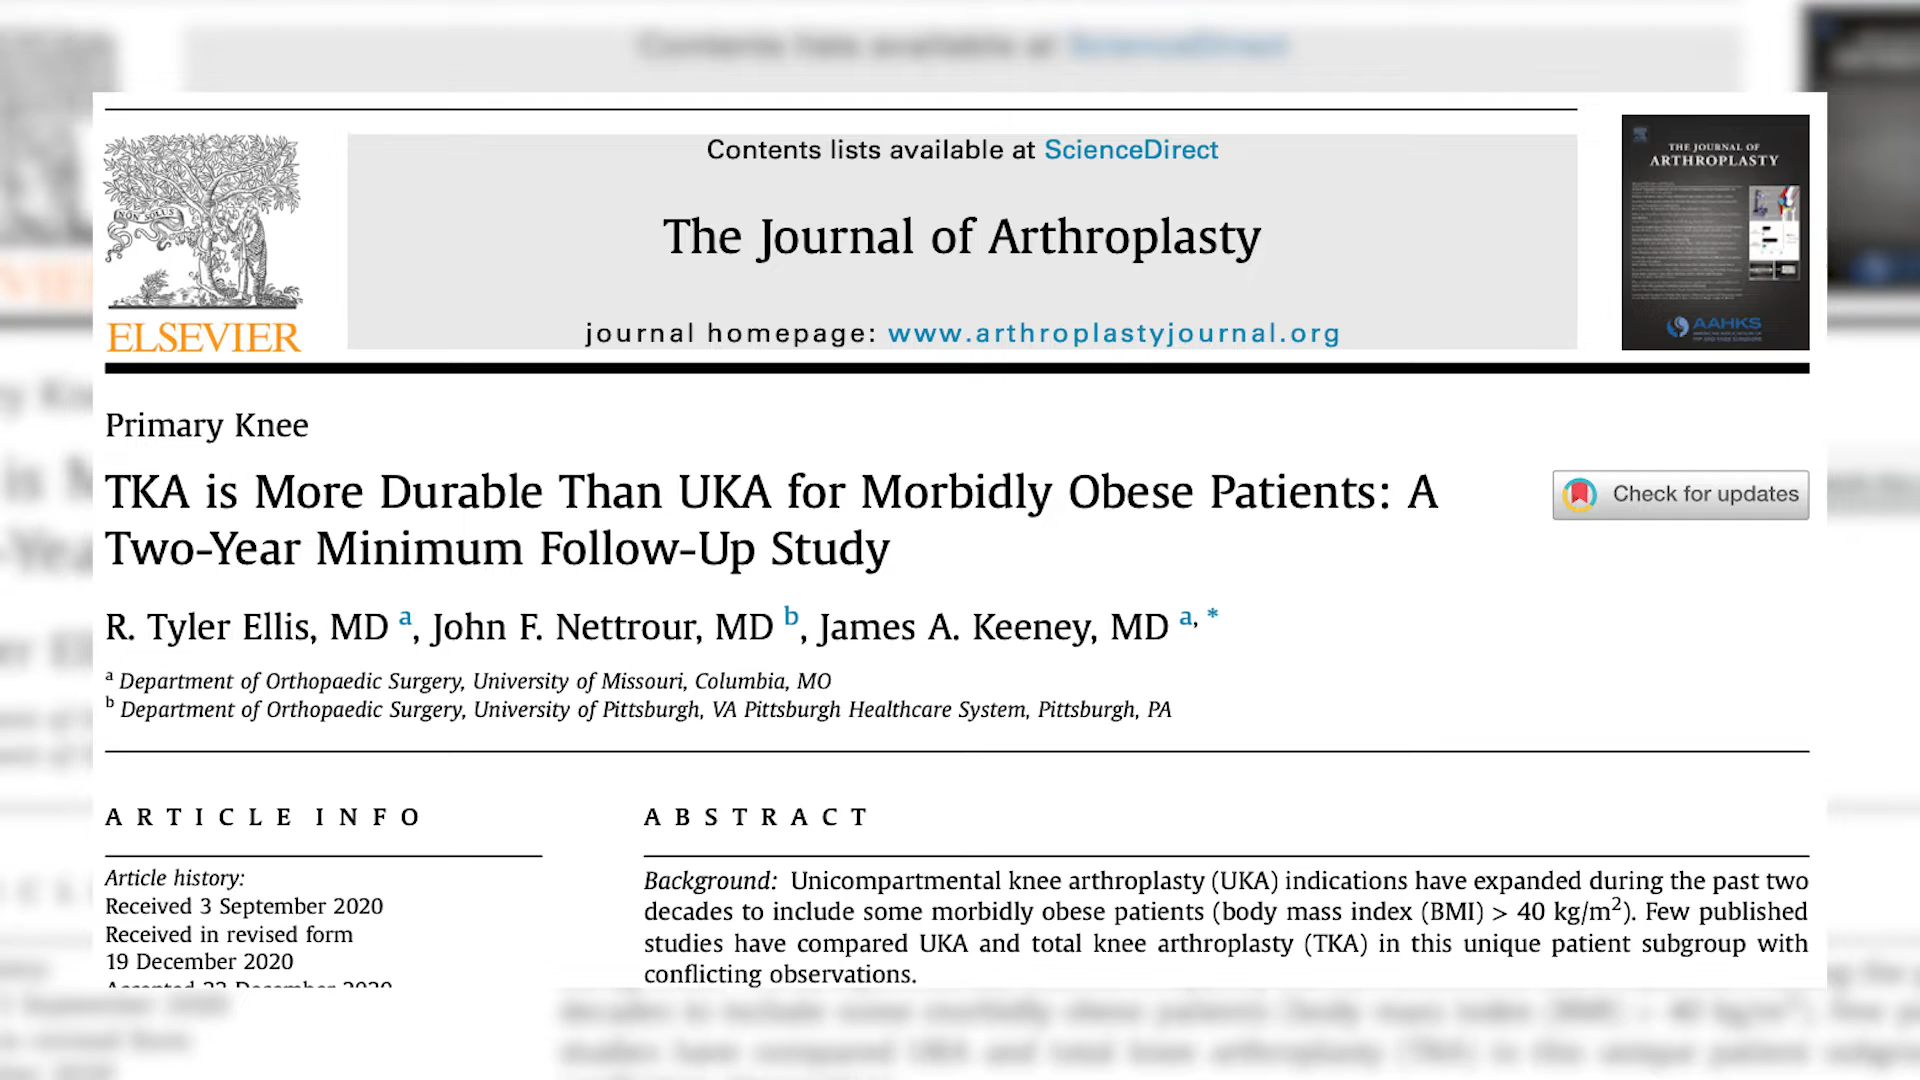 Contents lists available at ScienceDirect
NON SOLUS
ELSEVIER
Contents lists available at ScienceDirect
The Journal of Arthroplasty
journal homepage: www.arthroplastyjournal.org
THE JOURNAL OF
ARTHROPLASTY
AAHKS
Primary Knee
TKA is More Durable Than UKA for Morbidly Obese Patients: A
Two-Year Minimum Follow-Up Study
Check for updates
R. Tyler Ellis, MD a, John F. Nettrour, MD b, James A. Keeney, MD a, *
a Department of Orthopaedic Surgery, University of Missouri, Columbia, MO
b Department of Orthopaedic Surgery, University of Pittsburgh, VA Pittsburgh Healthcare System, Pittsburgh, PA
ARTICLE INFO
Article history:
Received 3 September 2020
Received in revised form
19 December 2020
ABSTRACT
Background: Unicompartmental knee arthroplasty (UKA) indications have expanded during the past two
decades to include some morbidly obese patients (body mass index (BMI) > 40 kg/m²). Few published
studies have compared UKA and total knee arthroplasty (TKA) in this unique patient subgroup with
conflicting observations.